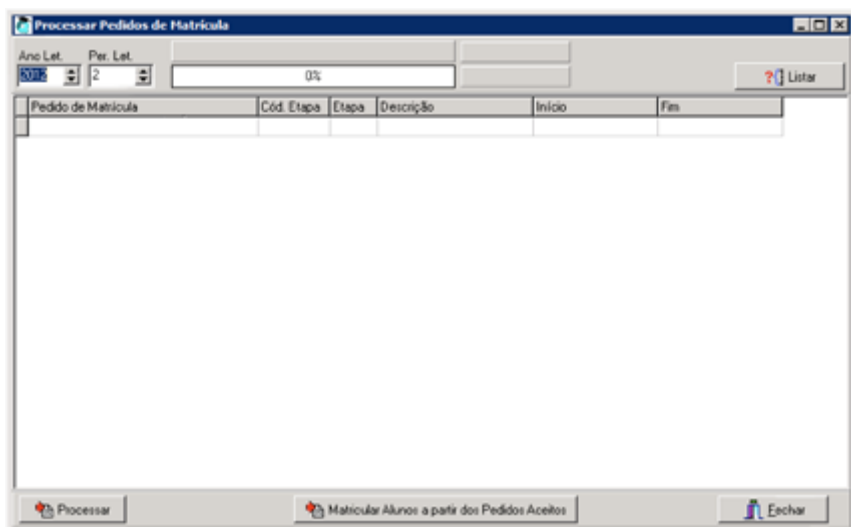 Processar Pedidos de Matrícula
Ano Let. Per. Let.
2012 2 0% Listar
Pedido de Matrícula Cód. Etapa Etapa Descrição Início Fim
Processar Matricular Alunos a partir dos Pedidos Aceitos Fechar